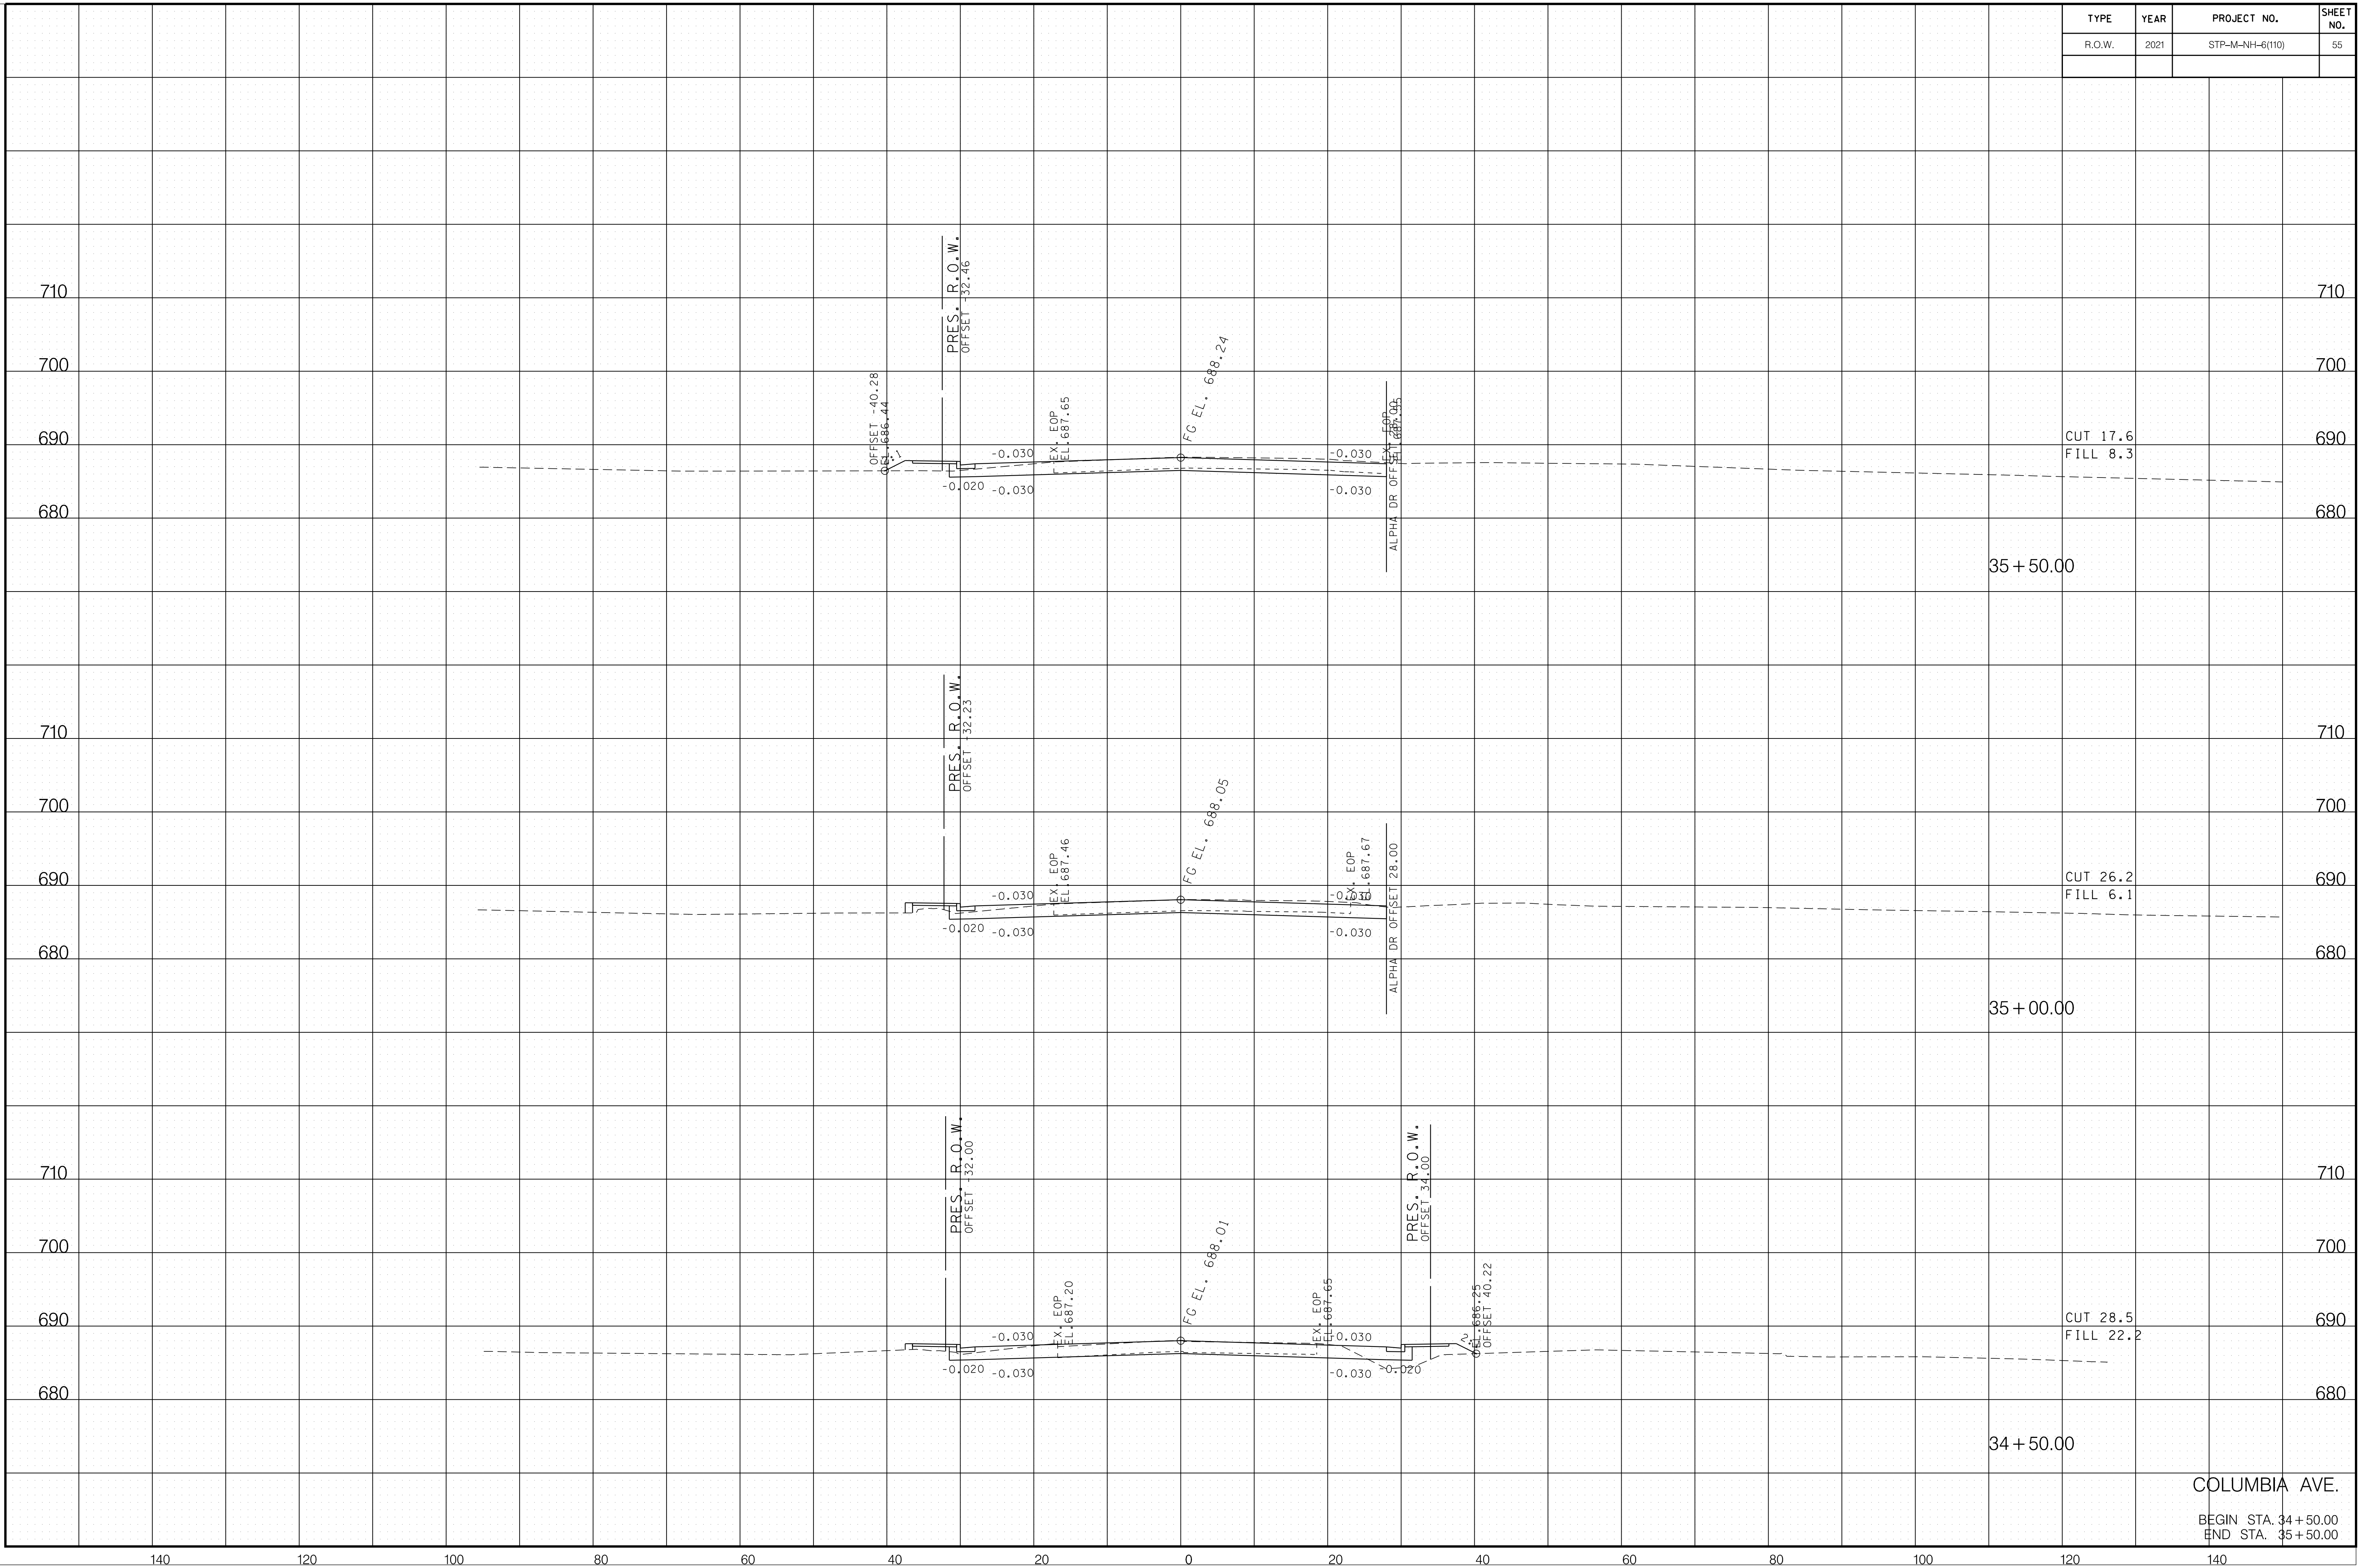 TYPE YEAR PROJECT NO. SHEET NO.
R.O.W. 2021 STP-M-NH-6(110) 55
PRES. R.O.W.
OFFSET -32.46
710 710
700 700
690 690
680 680
OFFSET -40.28
EL.686.44
EX. EOP
EL.687.65
FG EL. 688.24
EX. EOP
ALPHA DR OFFSET 28.00
-0.030
-0.030
-0.020
-0.030
-0.030
CUT 17.6
FILL 8.3
35+50.00
PRES. R.O.W.
OFFSET -32.23
710 710
700 700
690 690
680 680
EX. EOP
EL.687.46
FG EL. 688.05
EX. EOP
EL.687.67
ALPHA DR OFFSET 28.00
-0.030
-0.030
-0.020
-0.030
-0.030
CUT 26.2
FILL 6.1
35+00.00
PRES. R.O.W.
OFFSET -32.00
PRES. R.O.W.
OFFSET 34.00
710 710
700 700
690 690
680 680
EX. EOP
EL.687.20
FG EL. 688.01
EX. EOP
EL.687.65
EL.686.25
OFFSET 40.22
-0.030
-0.030
-0.020
-0.030
-0.030
-0.020
CUT 28.5
FILL 22.2
34+50.00
COLUMBIA AVE.
BEGIN STA. 34+50.00
END STA. 35+50.00
140 120 100 80 60 40 20 0 20 40 60 80 100 120 140